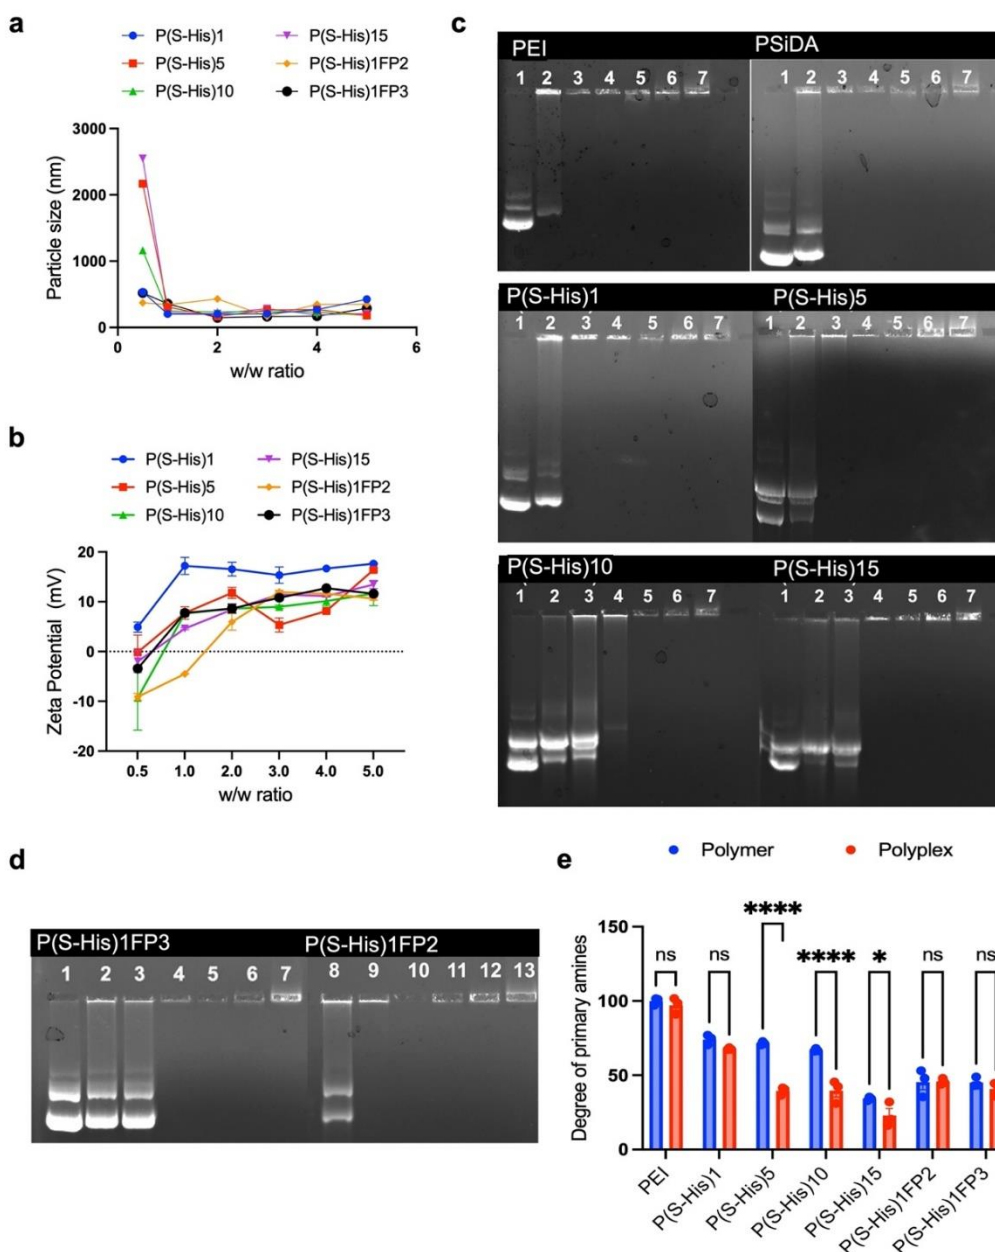 a
P(S-His)1
P(S-His)15
P(S-His)5
P(S-His)1FP2
P(S-His)10
P(S-His)1FP3
3000
2000
1000
0
Particle size (nm)
0 2 4 6
w/w ratio
b
P(S-His)1
P(S-His)15
P(S-His)5
P(S-His)1FP2
P(S-His)10
P(S-His)1FP3
20
10
0
-10
-20
Zeta Potential (mV)
0.5 1.0 2.0 3.0 4.0 5.0
w/w ratio
c
PEI PSiDA
1 2 3 4 5 6 7 1 2 3 4 5 6 7
P(S-His)1 P(S-His)5
1 2 3 4 5 6 7 1 2 3 4 5 6 7
P(S-His)10 P(S-His)15
1 2 3 4 5 6 7 1 2 3 4 5 6 7
d
P(S-His)1FP3 P(S-His)1FP2
1 2 3 4 5 6 7 8 9 10 11 12 13
e
Polymer Polyplex
150
100
50
0
Degree of primary amines
ns ns **** **** * ns ns
PEI
P(S-His)1
P(S-His)5
P(S-His)10
P(S-His)15
P(S-His)1FP2
P(S-His)1FP3